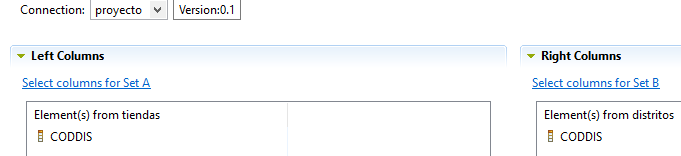 Connection: proyecto Version:0.1
Left Columns Right Columns
Select columns for Set A Select columns for Set B
Element(s) from tiendas Element(s) from distritos
CODDIS CODDIS